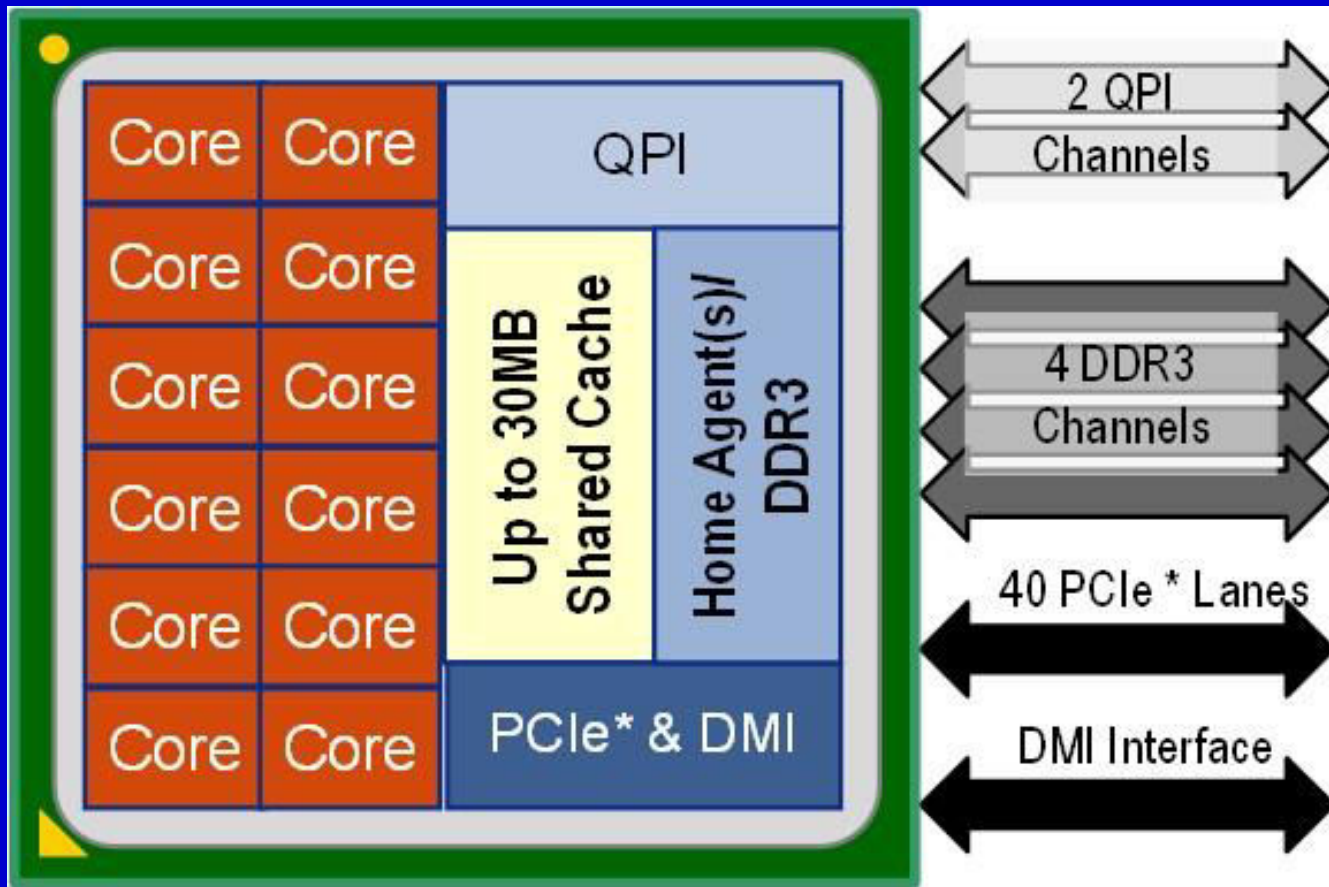 Core Core
Core Core
Core Core
Core Core
Core Core
Core Core
QPI
Up to 30MB
Shared Cache
Home Agent(s)/
DDR3
PCIe* & DMI
2 QPI
Channels
4 DDR3
Channels
40 PCIe * Lanes
DMI Interface